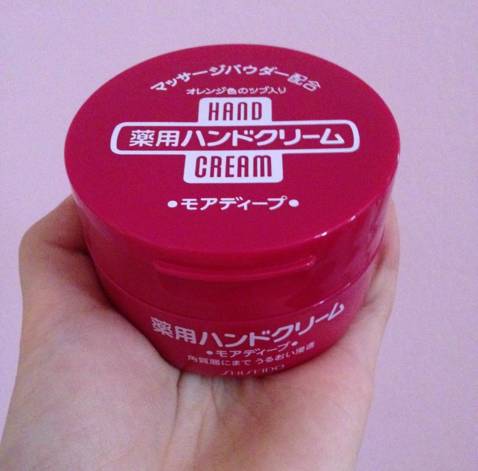 マッサージパウダー配合
オレンジ色のツブ入り
HAND
薬用ハンドクリーム
CREAM
•モアディープ•
薬用ハンドクリーム
•モアディープ•
角質層にまで うるおい浸透
SHISEIDO